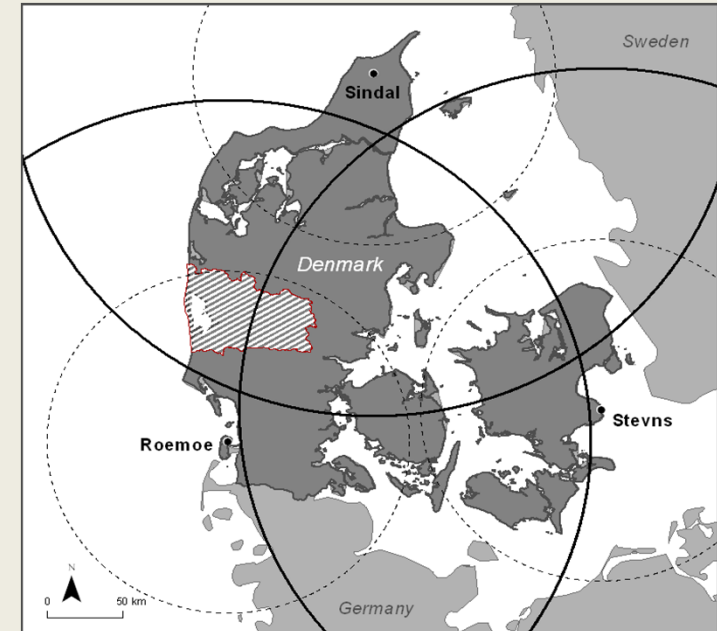 Sweden
Sindal
Denmark
Stevns
Roemoe
N
0 50 km
Germany